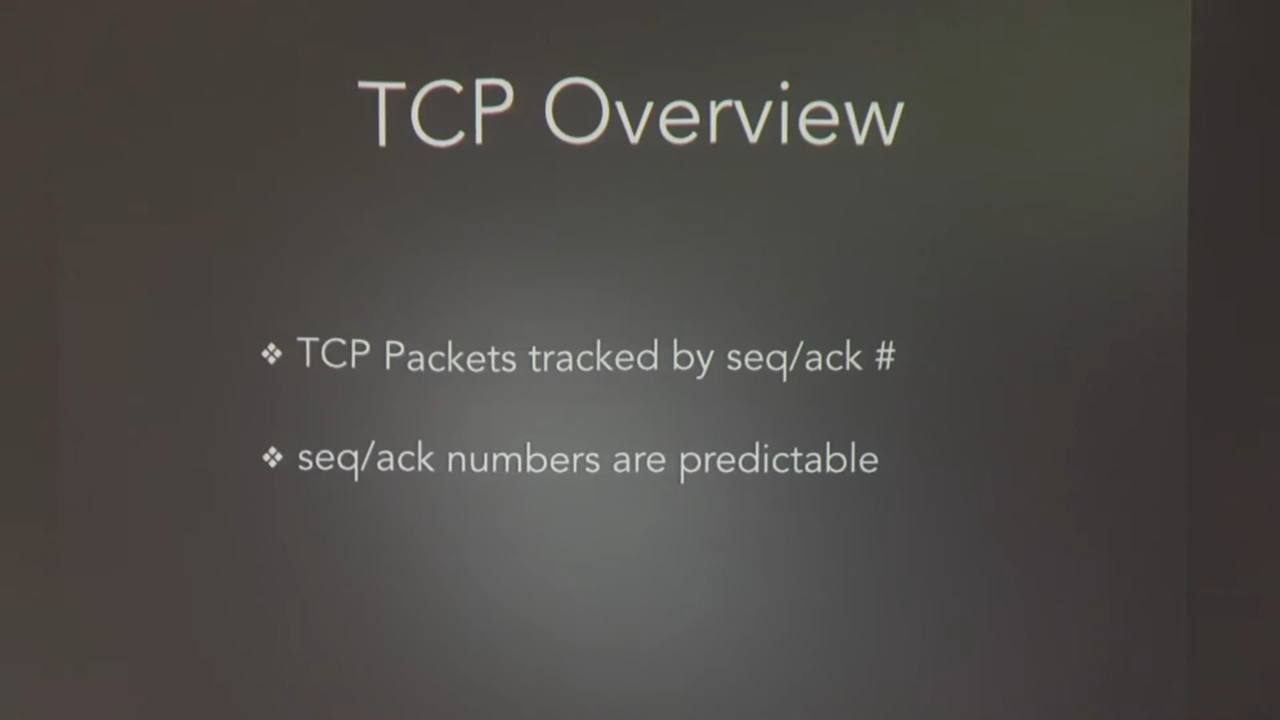 TCP Overview
❖ TCP Packets tracked by seq/ack #
❖ seq/ack numbers are predictable